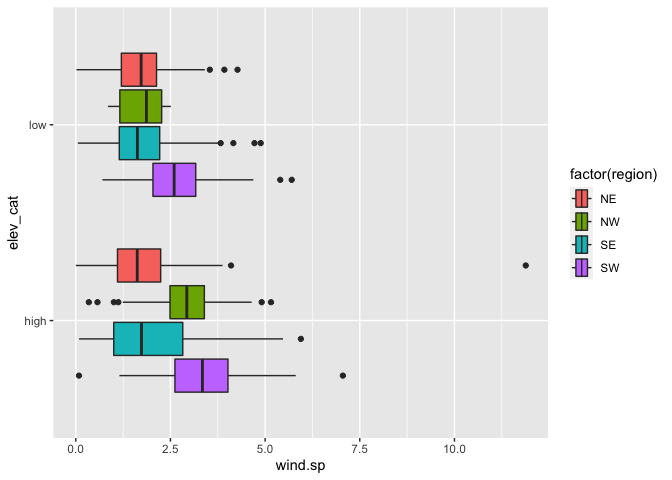 elev_cat
low
high
0.0 2.5 5.0 7.5 10.0
wind.sp
factor(region)
NE
NW
SE
SW